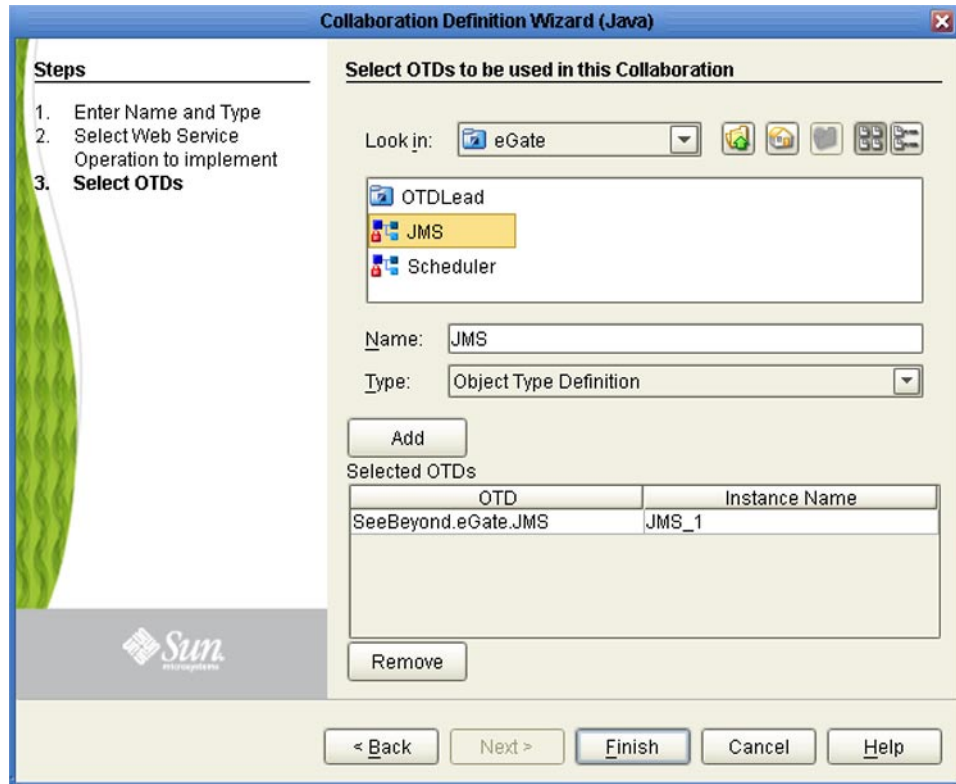 Collaboration Definition Wizard (Java)
Steps
1. Enter Name and Type
2. Select Web Service
Operation to implement
3. Select OTDs
Select OTDs to be used in this Collaboration
Look in: eGate
OTDLead
JMS
Scheduler
Name: JMS
Type: Object Type Definition
Add
Selected OTDs
OTD Instance Name
SeeBeyond.eGate.JMS JMS_1
Sun
microsystems
Remove
< Back Next > Finish Cancel Help